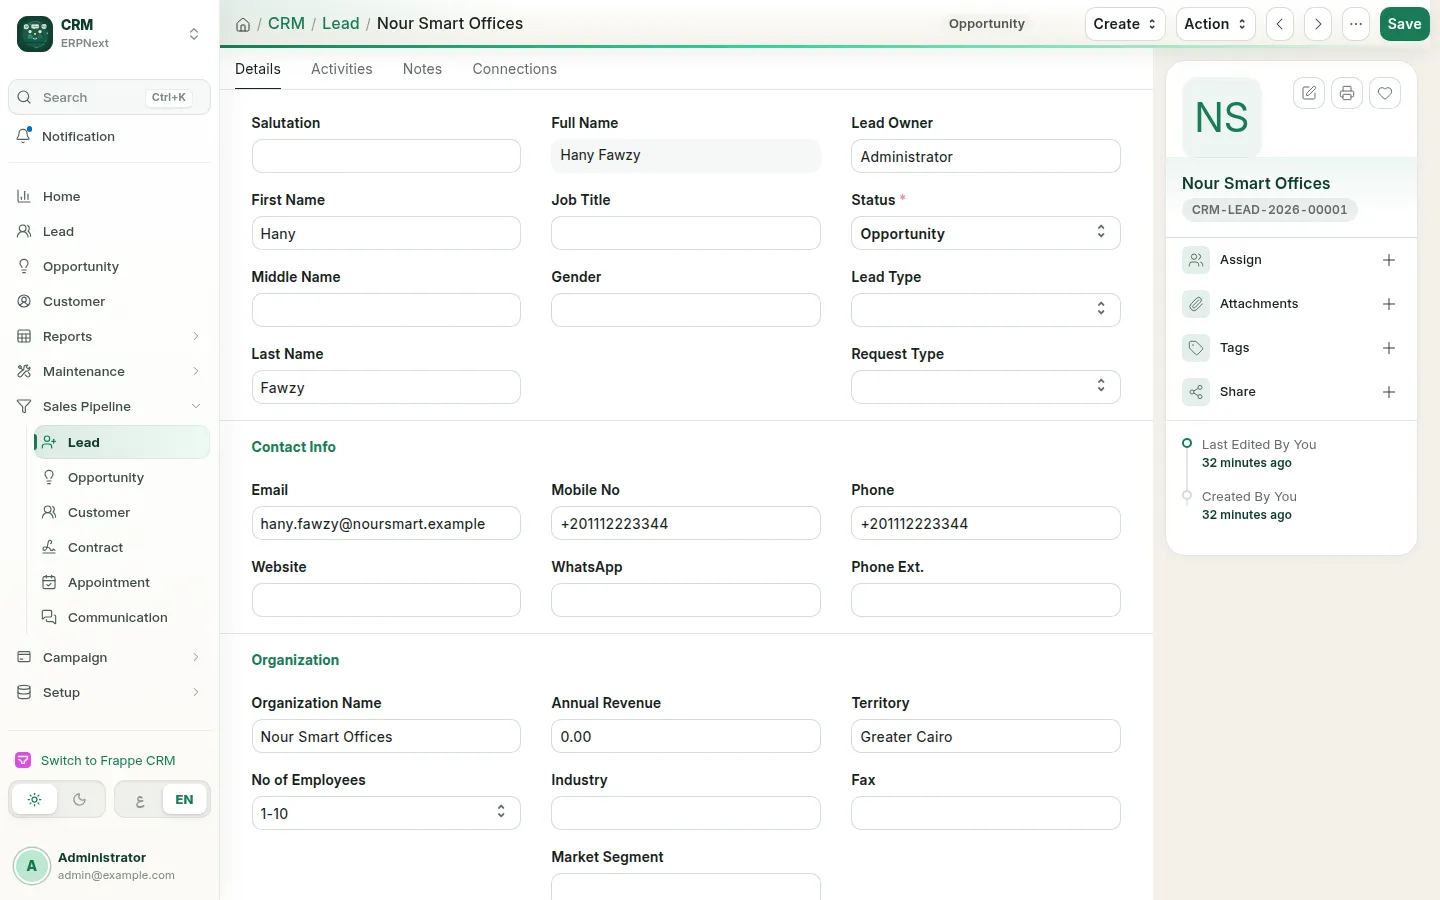 CRM
ERPNext
Search
Ctrl+K
Notification
Home
Lead
Opportunity
Customer
Reports
Maintenance
Sales Pipeline
Lead
Opportunity
Customer
Contract
Appointment
Communication
Campaign
Setup
Switch to Frappe CRM
ع
EN
A
Administrator
admin@example.com
/ CRM / Lead / Nour Smart Offices
Opportunity
Create
Action
Save
Details
Activities
Notes
Connections
Salutation
Full Name
Hany Fawzy
Lead Owner
Administrator
First Name
Hany
Job Title
Status *
Opportunity
Middle Name
Gender
Lead Type
Last Name
Fawzy
Request Type
Contact Info
Email
hany.fawzy@noursmart.example
Mobile No
+201112223344
Phone
+201112223344
Website
WhatsApp
Phone Ext.
Organization
Organization Name
Nour Smart Offices
Annual Revenue
0.00
Territory
Greater Cairo
No of Employees
1-10
Industry
Fax
Market Segment
NS
Nour Smart Offices
CRM-LEAD-2026-00001
Assign
Attachments
Tags
Share
Last Edited By You
32 minutes ago
Created By You
32 minutes ago